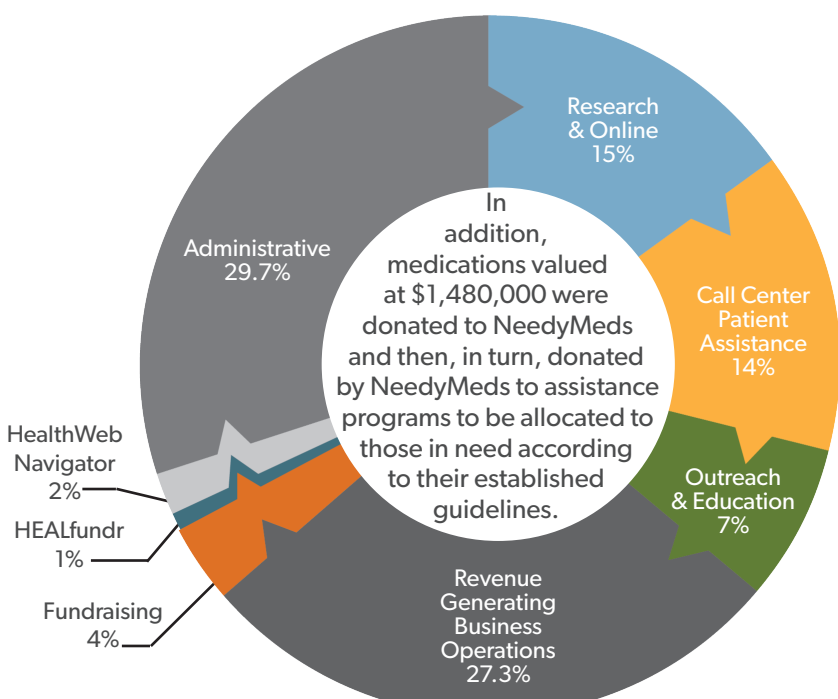 Research
& Online
15%
Call Center
Patient
Assistance
14%
Outreach
& Education
7%
Revenue
Generating
Business
Operations
27.3%
Fundraising
4%
HEALfundr
1%
HealthWeb
Navigator
2%
Administrative
29.7%
In
addition,
medications valued
at $1,480,000 were
donated to NeedyMeds
and then, in turn, donated
by NeedyMeds to assistance
programs to be allocated to
those in need according
to their established
guidelines.